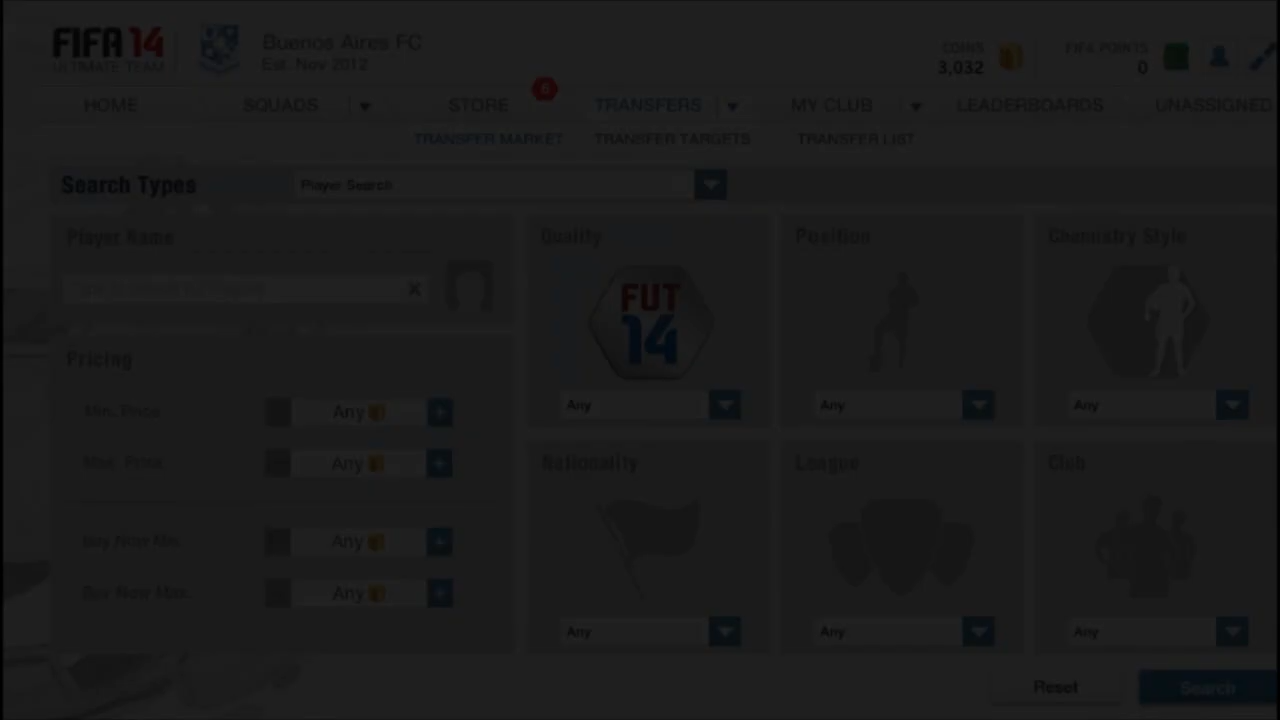 FIFA 14
ULTIMATE TEAM
Buenos Aires FC
Est. Nov 2012
COINS
3,032
FIFA POINTS
0
HOME
SQUADS
STORE
6
TRANSFERS
MY CLUB
LEADERBOARDS
UNASSIGNED
TRANSFER MARKET
TRANSFER TARGETS
TRANSFER LIST
Search Types
Player Search
Player Name
X
Pricing
Min. Price
Any
Max. Price
Any
Buy Now Min.
Any
Buy Now Max.
Any
Quality
FUT
14
Any
Position
Any
Chemistry Style
Any
Nationality
Any
League
Any
Club
Any
Reset
Search